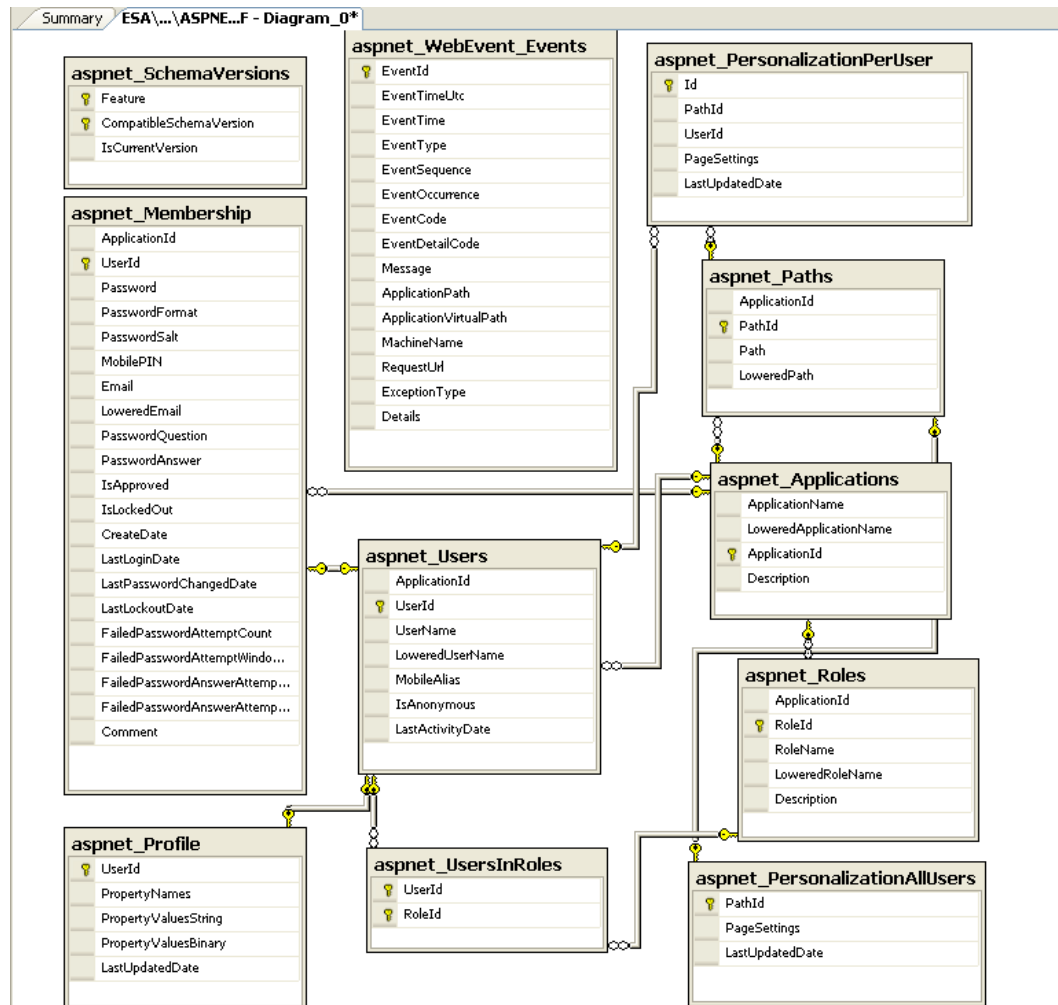 Summary
ESA\...\ASPNE...F - Diagram_0*
aspnet_SchemaVersions
Feature
CompatibleSchemaVersion
IsCurrentVersion
aspnet_Membership
ApplicationId
UserId
Password
PasswordFormat
PasswordSalt
MobilePIN
Email
LoweredEmail
PasswordQuestion
PasswordAnswer
IsApproved
IsLockedOut
CreateDate
LastLoginDate
LastPasswordChangedDate
LastLockoutDate
FailedPasswordAttemptCount
FailedPasswordAttemptWindo...
FailedPasswordAnswerAttemp...
FailedPasswordAnswerAttemp...
Comment
aspnet_Profile
UserId
PropertyNames
PropertyValuesString
PropertyValuesBinary
LastUpdatedDate
aspnet_WebEvent_Events
EventId
EventTimeUtc
EventTime
EventType
EventSequence
EventOccurrence
EventCode
EventDetailCode
Message
ApplicationPath
ApplicationVirtualPath
MachineName
RequestUrl
ExceptionType
Details
aspnet_Users
ApplicationId
UserId
UserName
LoweredUserName
MobileAlias
IsAnonymous
LastActivityDate
aspnet_UsersInRoles
UserId
RoleId
aspnet_PersonalizationPerUser
Id
PathId
UserId
PageSettings
LastUpdatedDate
aspnet_Paths
ApplicationId
PathId
Path
LoweredPath
aspnet_Applications
ApplicationName
LoweredApplicationName
ApplicationId
Description
aspnet_Roles
ApplicationId
RoleId
RoleName
LoweredRoleName
Description
aspnet_PersonalizationAllUsers
PathId
PageSettings
LastUpdatedDate